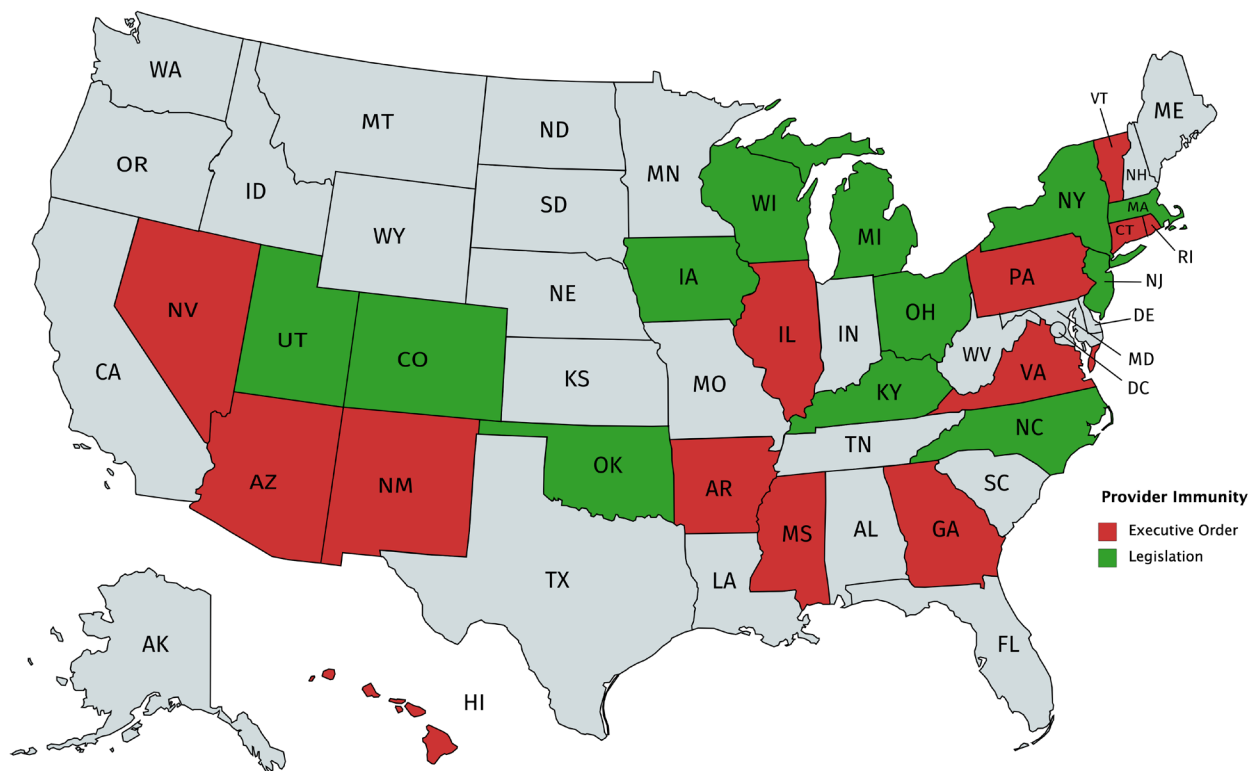 WA
MT
ND
MN
OR
ID
SD
WY
WI
MI
VT
ME
NH
NY
MA
CT
RI
IA
NE
PA
NJ
NV
UT
CO
IL
IN
OH
DE
MD
DC
WV
VA
CA
KS
MO
KY
NC
TN
AZ
NM
OK
AR
SC
MS
AL
GA
TX
LA
FL
AK
HI
Provider Immunity
Executive Order
Legislation